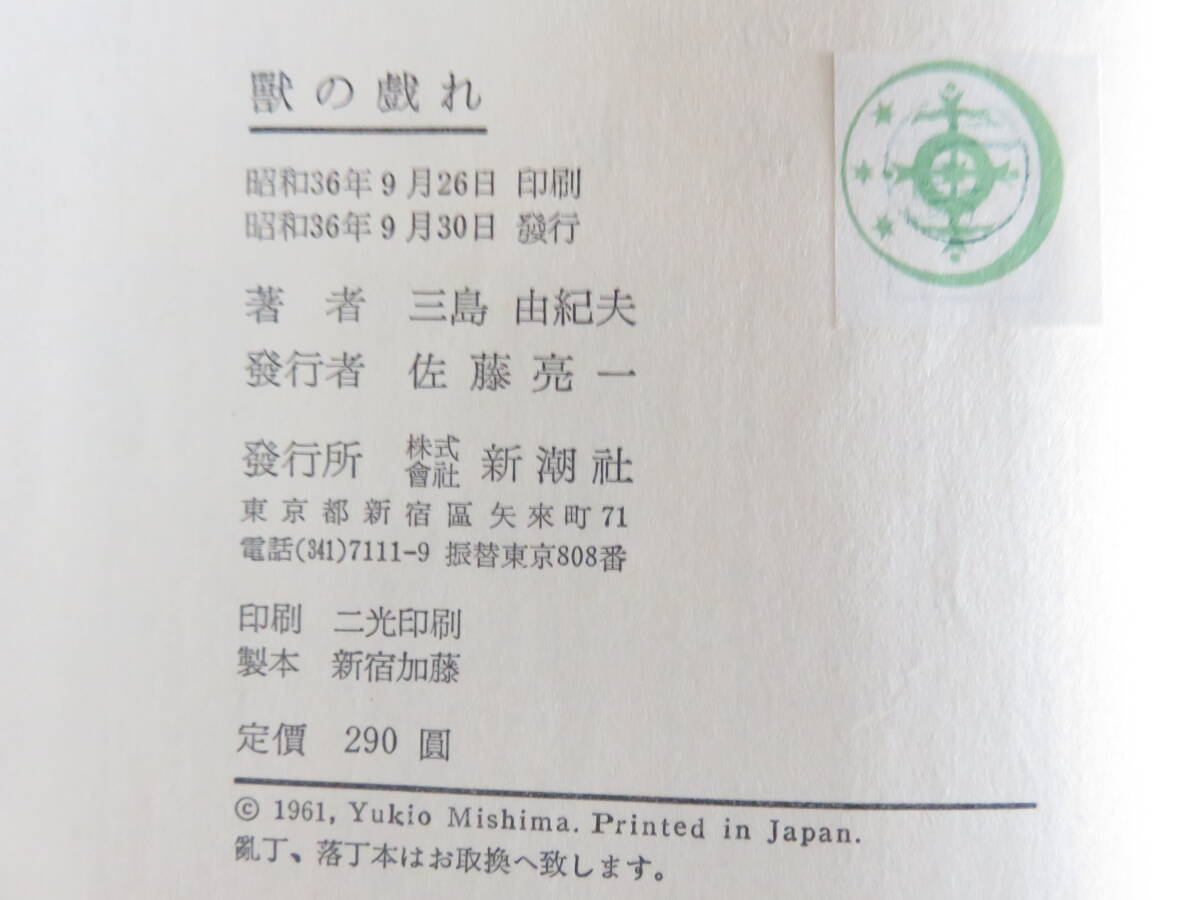 獸の戲れ
昭和36年9月26日 印刷
昭和36年9月30日 發行
著者 三島 由紀夫
發行者 佐藤亮一
發行所 株式會社 新潮社
東京都新宿區矢來町71
電話(341)7111-9 振替東京808番
印刷 二光印刷
製本 新宿加藤
定價 290 圓
© 1961, Yukio Mishima. Printed in Japan.
亂丁、落丁本はお取換へ致します。